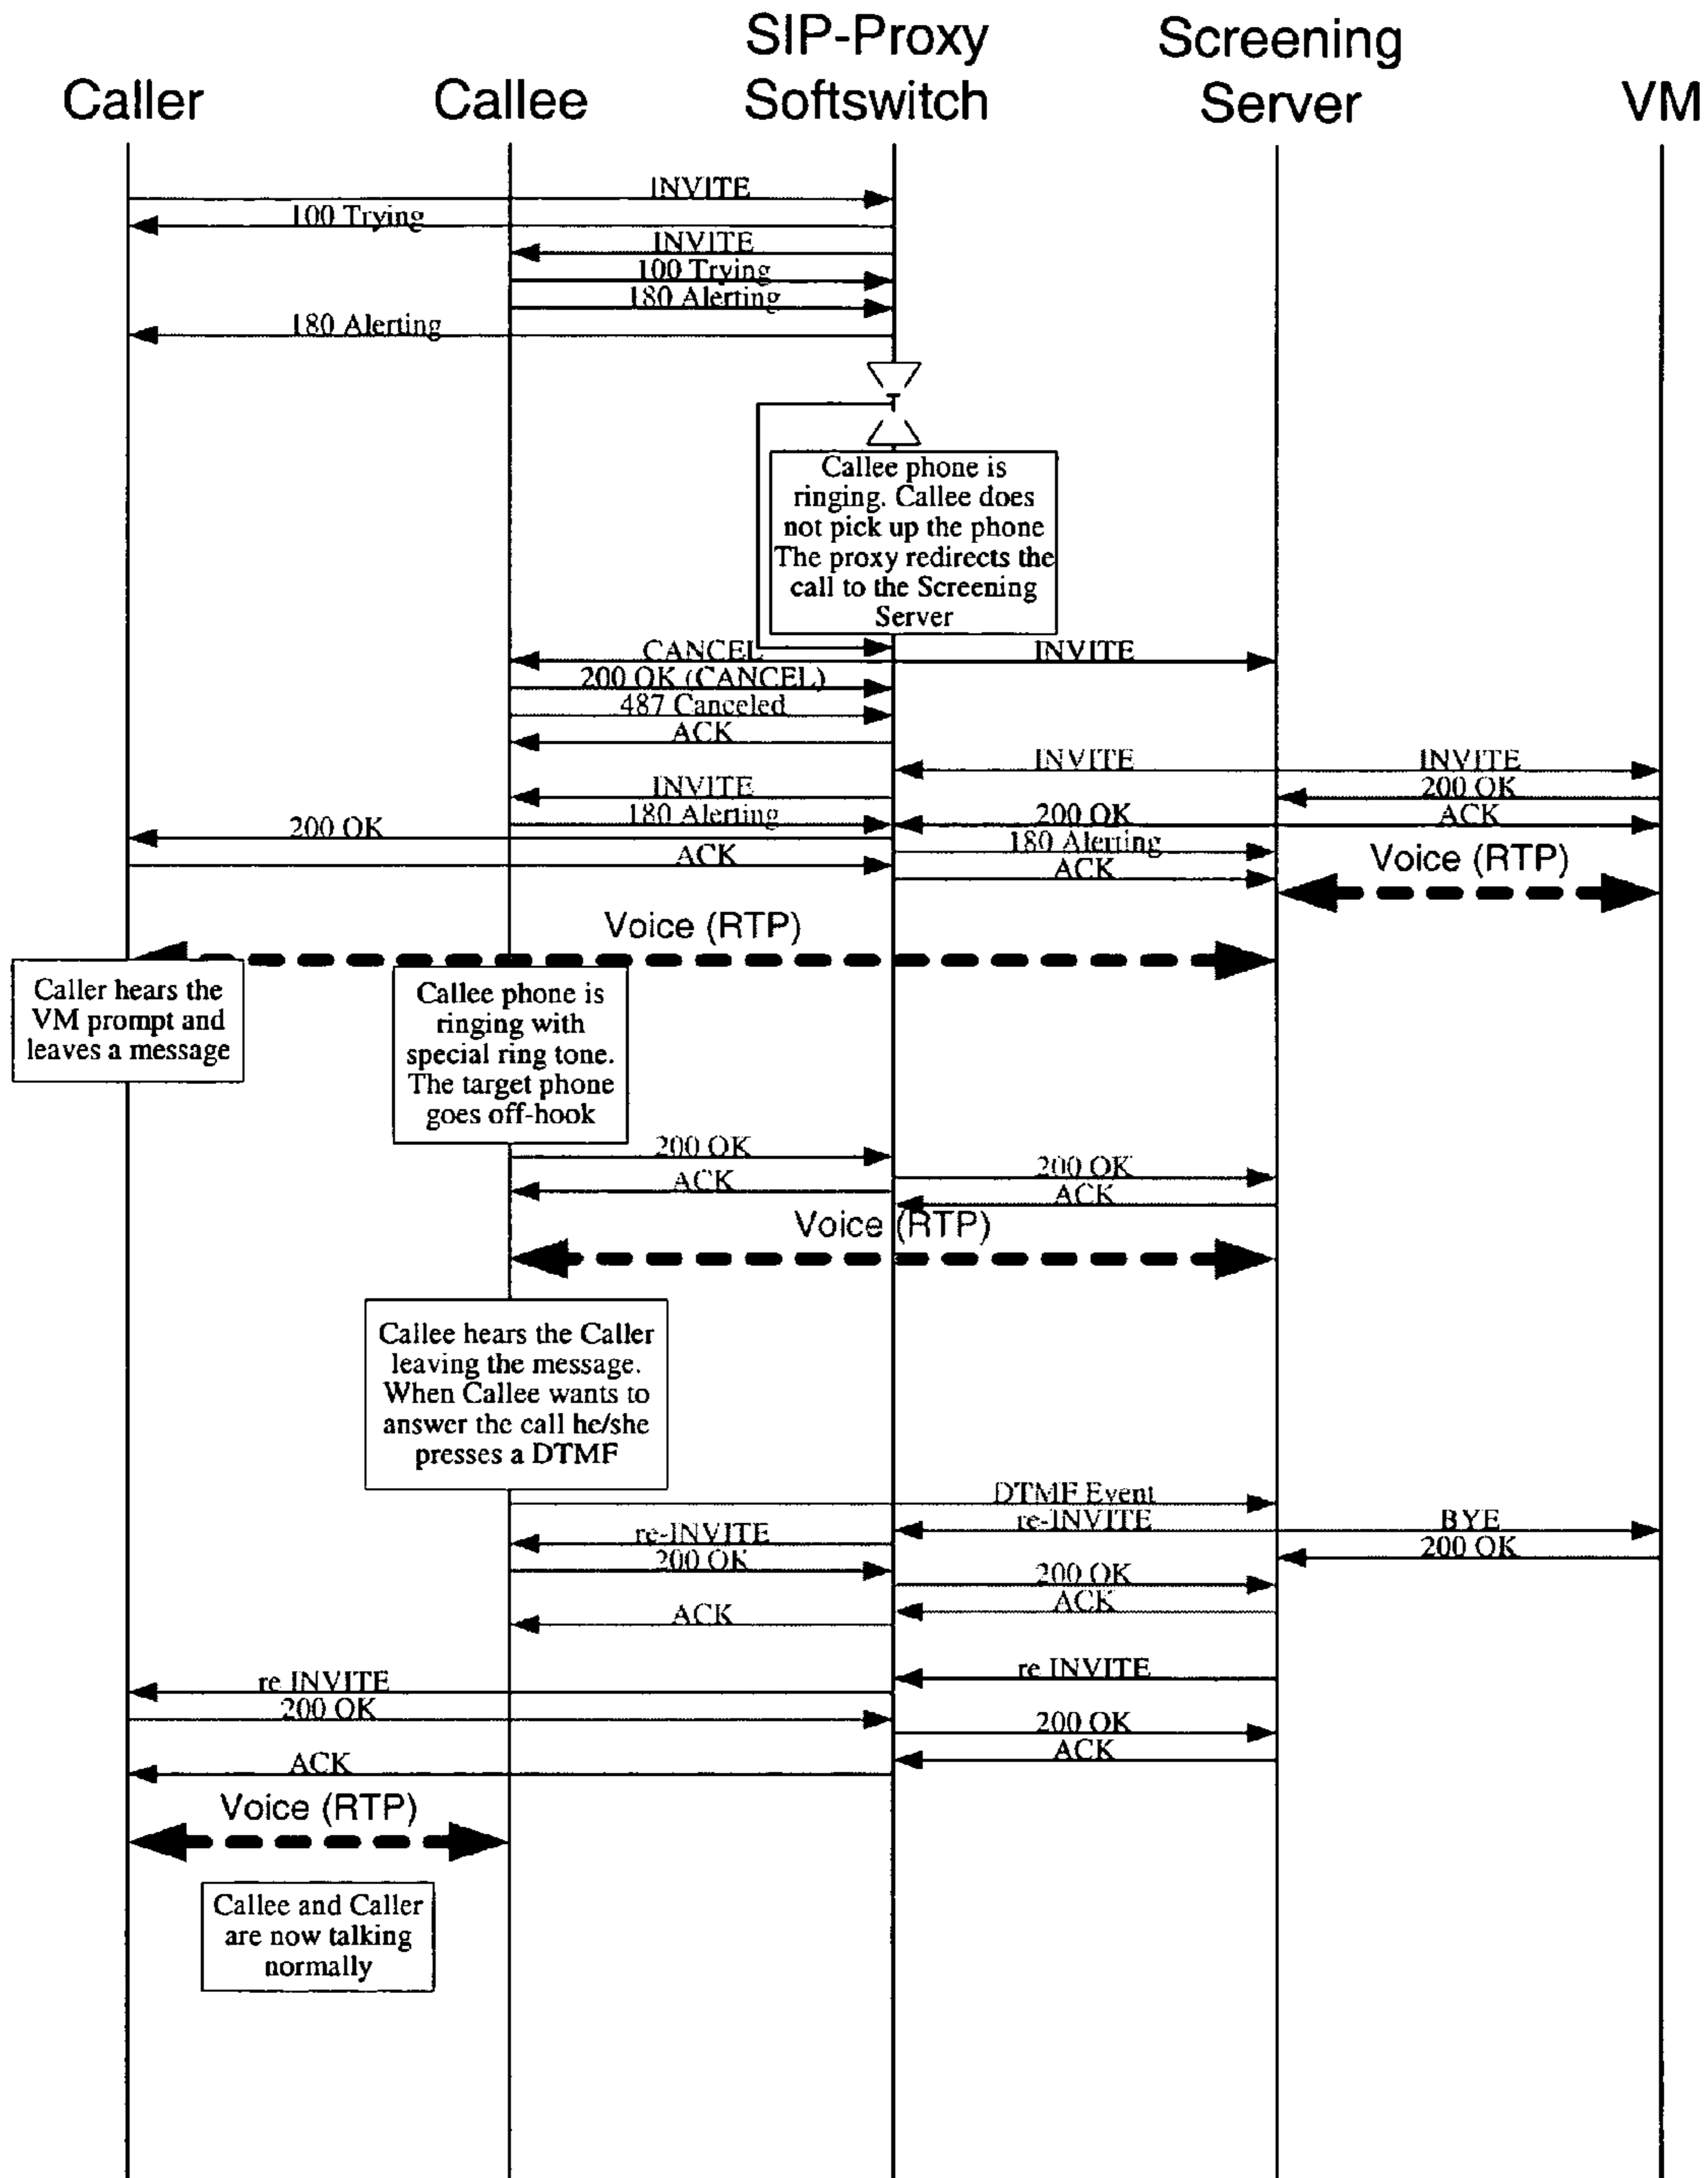 SIP-Proxy
Softswitch
Screening
Server
Caller
Callee
VM
INVITE
100 Trying
INVITE
100 Trying
180 Alerting
180 Alerting
Callee phone is
ringing. Callee does
not pick up the phone
The proxy redirects the
call to the Screening
Server
CANCEL
INVITE
200 OK (CANCEL)
487 Canceled
ACK
INVITE
INVITE
INVITE
200 OK
180 Alerting
200 OK
ACK
200 OK
180 Alerting
ACK
ACK
Voice (RTP)
Voice (RTP)
Caller hears the
VM prompt and
leaves a message
Callee phone is
ringing with
special ring tone.
The target phone
goes off-hook
200 OK
200 OK
ACK
ACK
Voice (RTP)
Callee hears the Caller
leaving the message.
When Callee wants to
answer the call he/she
presses a DTMF
DTMF Event
re-INVITE
BYE
re-INVITE
200 OK
200 OK
200 OK
ACK
ACK
re INVITE
re INVITE
200 OK
200 OK
ACK
ACK
Voice (RTP)
Callee and Caller
are now talking
normally